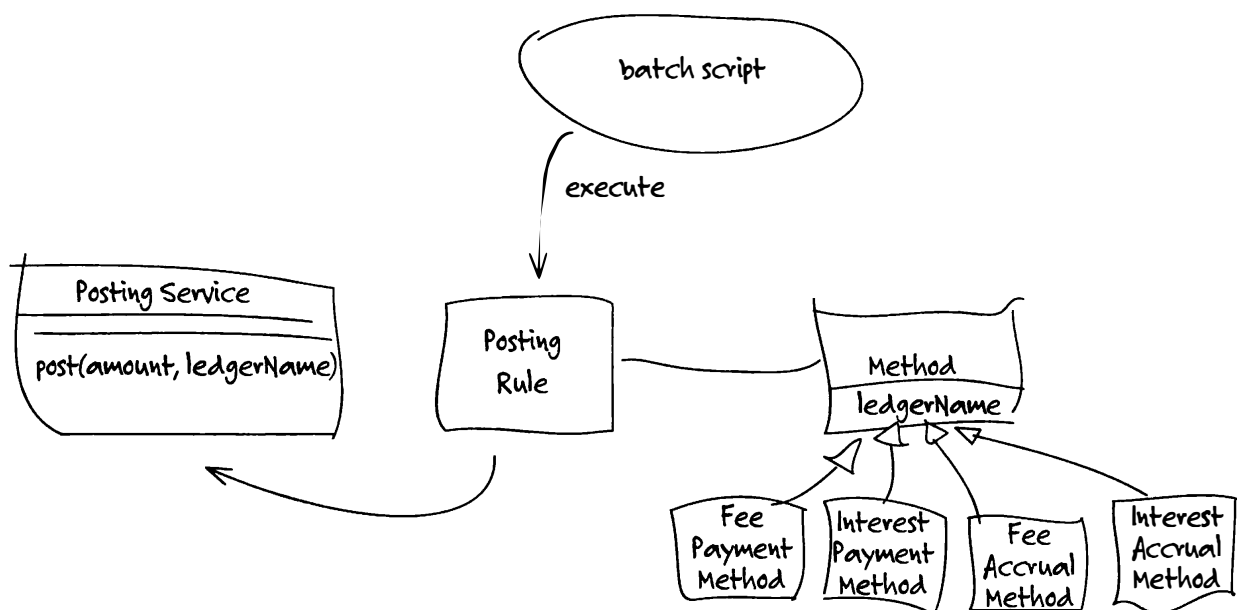 batch script
execute
Posting Service
post(amount, ledgerName)
Posting
Rule
Method
ledgerName
Fee
Payment
Method
Interest
Payment
Method
Fee
Accrual
Method
Interest
Accrual
Method